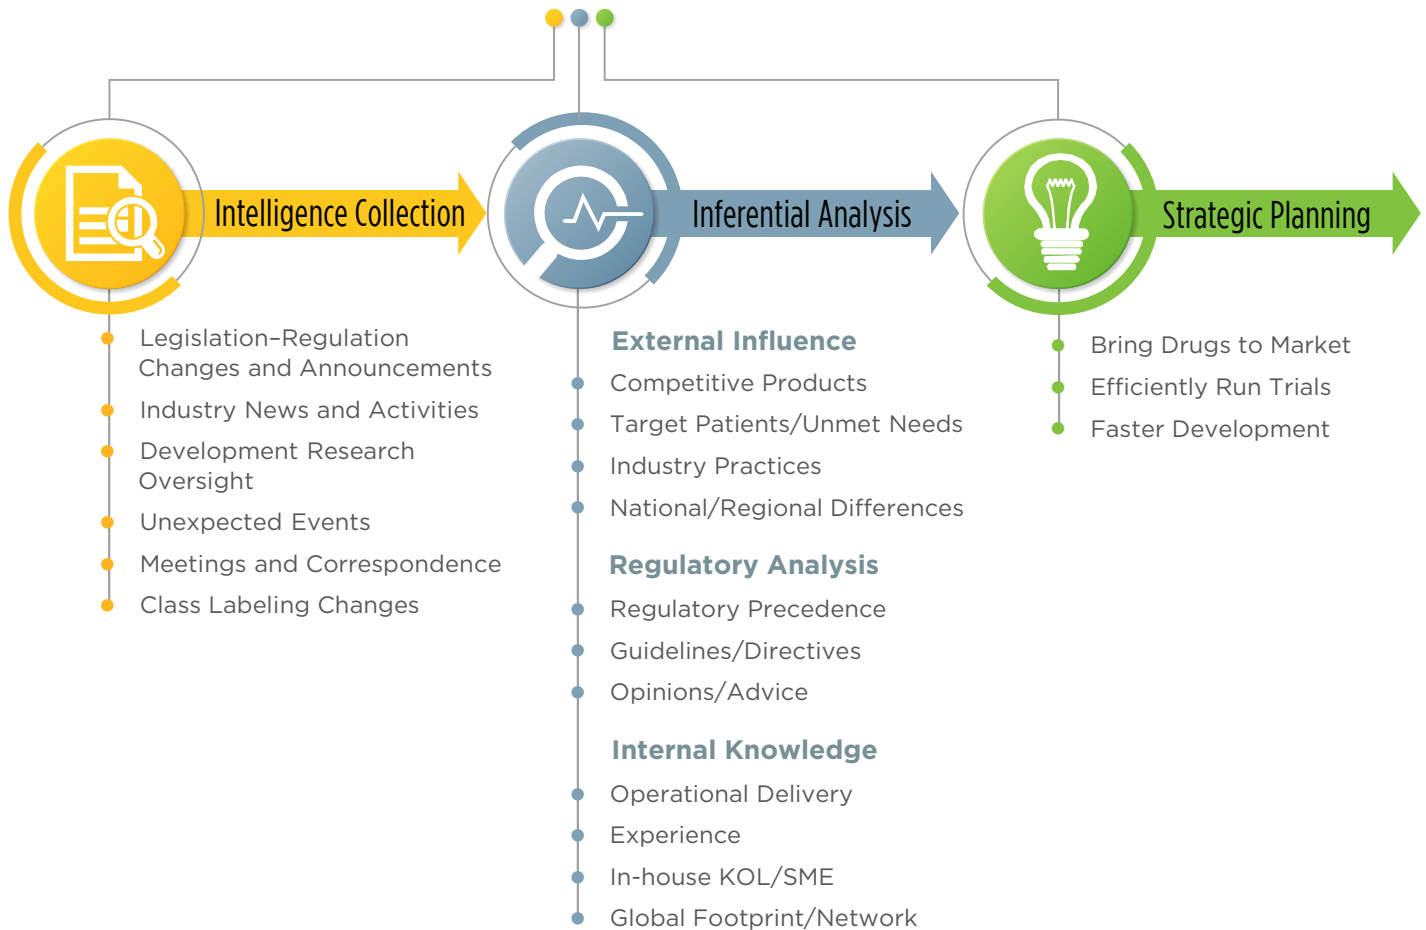 Intelligence Collection
Legislation–Regulation
Changes and Announcements
Industry News and Activities
Development Research
Oversight
Unexpected Events
Meetings and Correspondence
Class Labeling Changes
Inferential Analysis
External Influence
Competitive Products
Target Patients/Unmet Needs
Industry Practices
National/Regional Differences
Regulatory Analysis
Regulatory Precedence
Guidelines/Directives
Opinions/Advice
Internal Knowledge
Operational Delivery
Experience
In-house KOL/SME
Global Footprint/Network
Strategic Planning
Bring Drugs to Market
Efficiently Run Trials
Faster Development